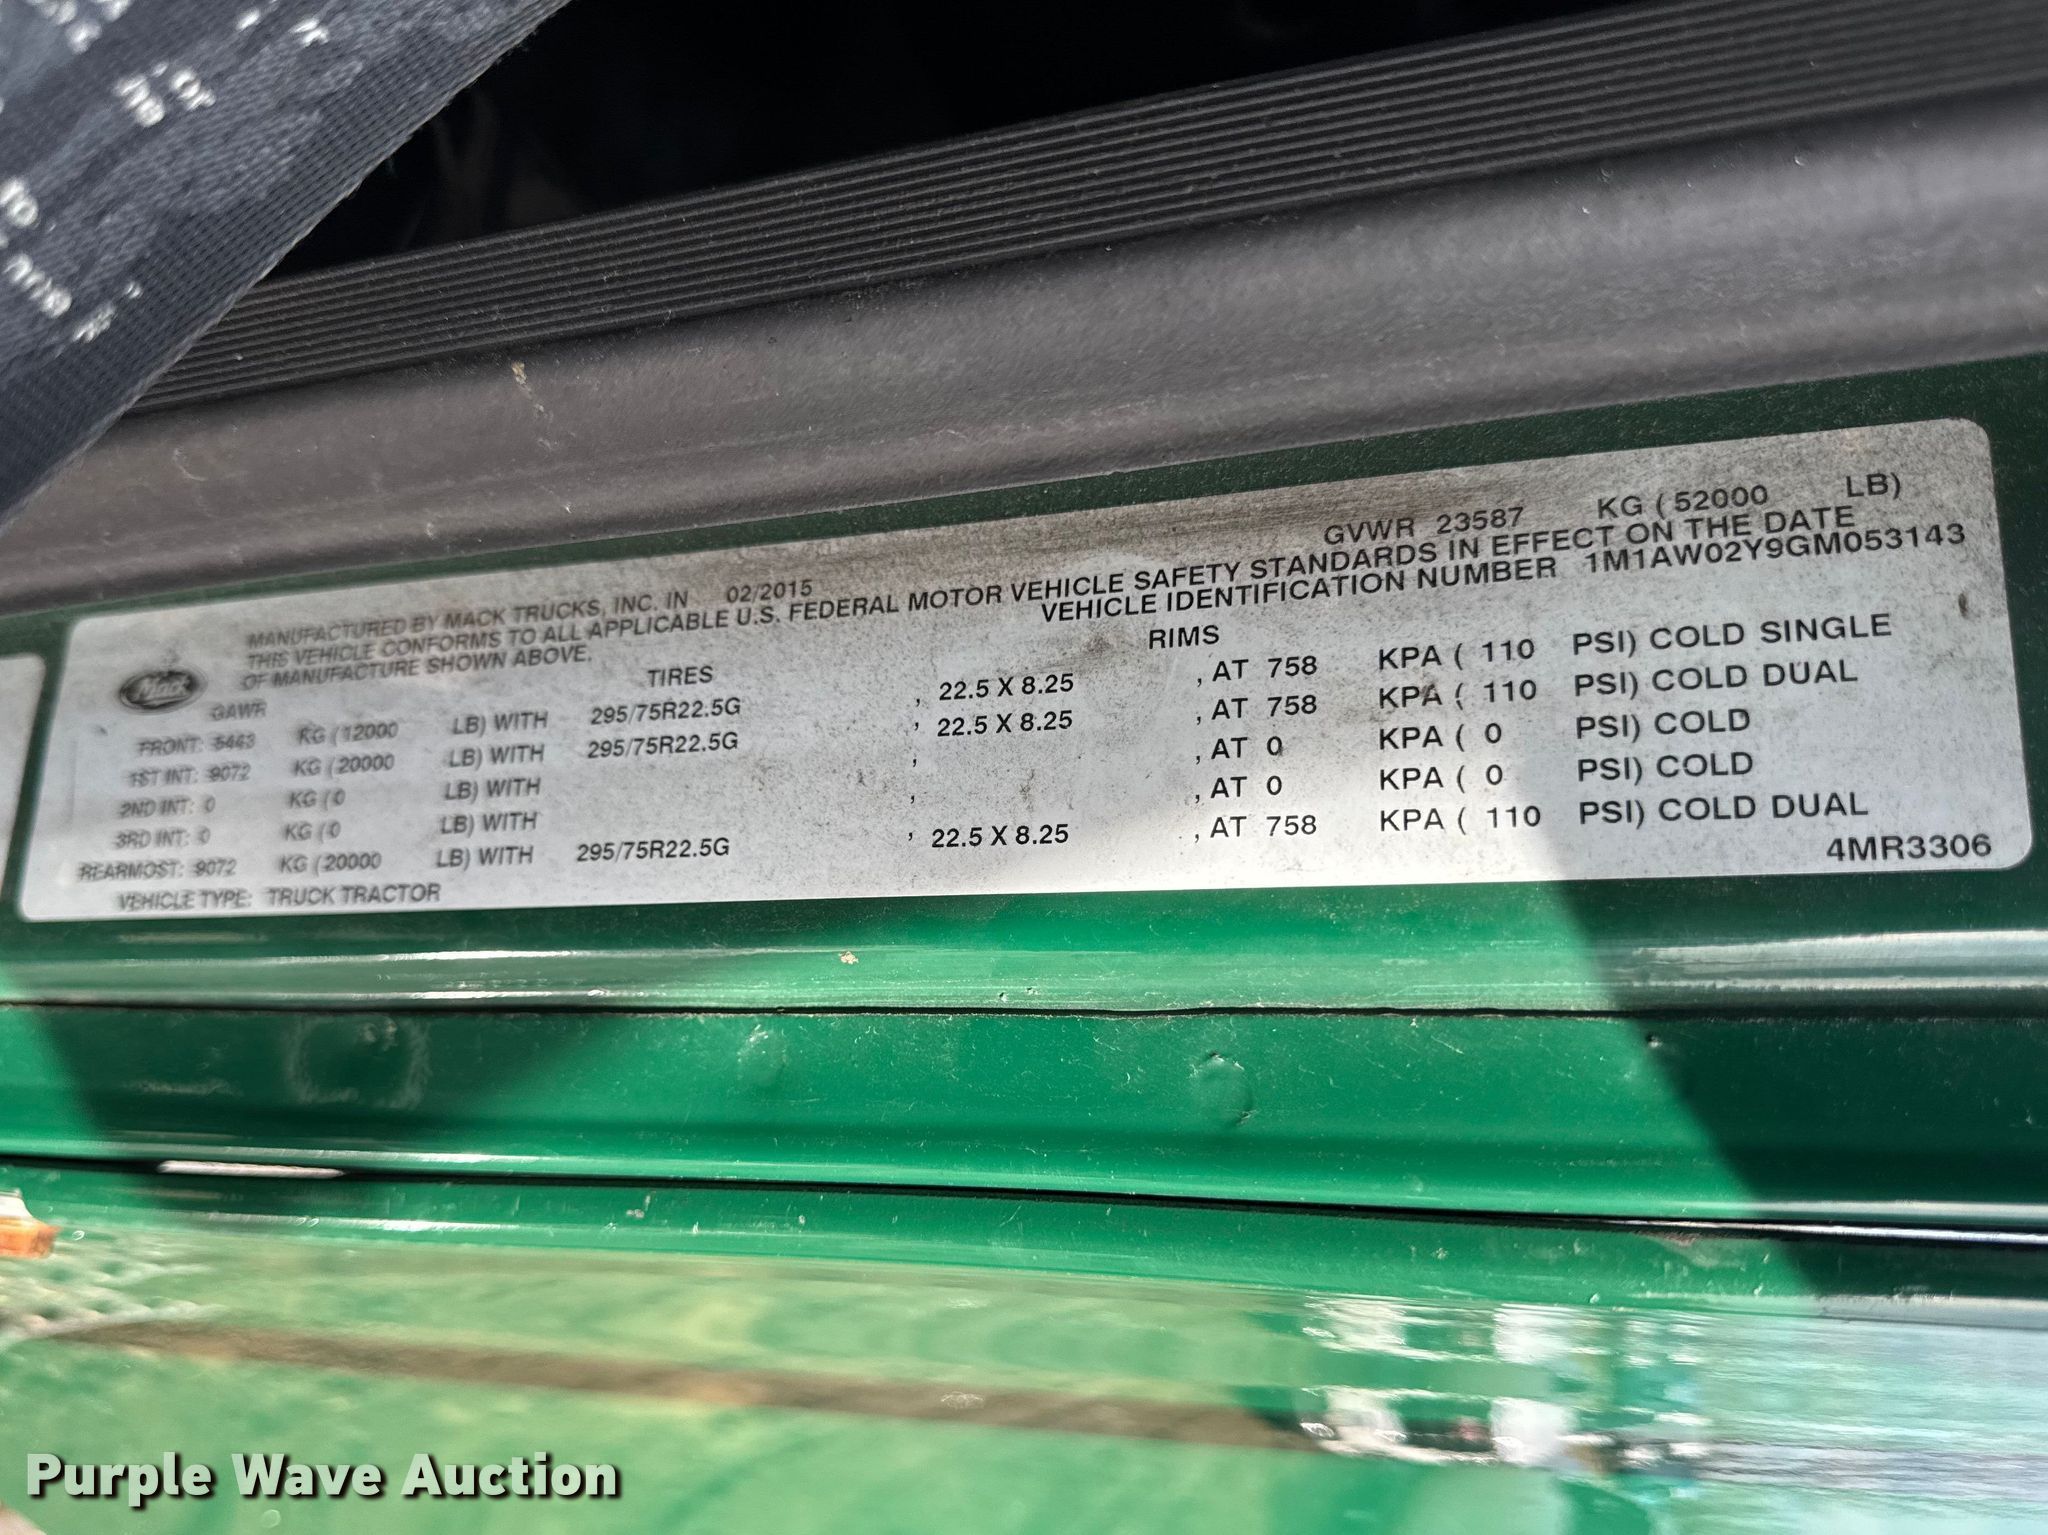 GVWR 23587 KG ( 52000 LB)
MANUFACTURED BY MACK TRUCKS, INC. IN 02/2015
THIS VEHICLE CONFORMS TO ALL APPLICABLE U.S. FEDERAL MOTOR VEHICLE SAFETY STANDARDS IN EFFECT ON THE DATE
OF MANUFACTURE SHOWN ABOVE. VEHICLE IDENTIFICATION NUMBER 1M1AW02Y9GM053143
Mack
GAWR TIRES RIMS
FRONT: 5443 KG ( 12000 LB) WITH 295/75R22.5G , 22.5 X 8.25 , AT 758 KPA ( 110 PSI) COLD SINGLE
1ST INT: 9072 KG ( 20000 LB) WITH 295/75R22.5G , 22.5 X 8.25 , AT 758 KPA ( 110 PSI) COLD DUAL
2ND INT: 0 KG ( 0 LB) WITH , , AT 0 KPA ( 0 PSI) COLD
3RD INT: 0 KG ( 0 LB) WITH , , AT 0 KPA ( 0 PSI) COLD
REARMOST: 9072 KG ( 20000 LB) WITH 295/75R22.5G , 22.5 X 8.25 , AT 758 KPA ( 110 PSI) COLD DUAL
VEHICLE TYPE: TRUCK TRACTOR 4MR3306
Purple Wave Auction